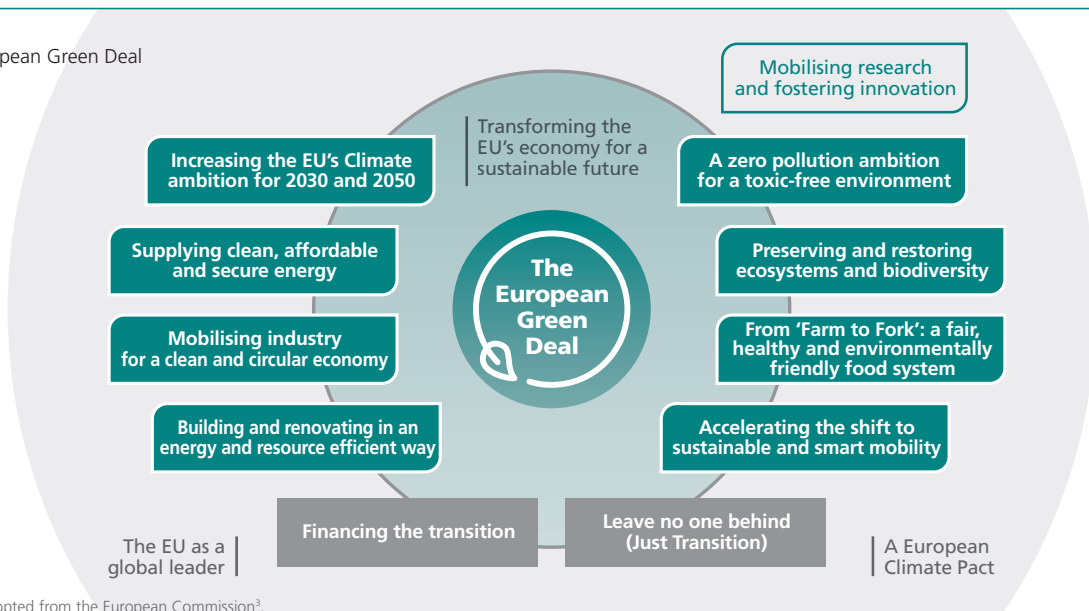 pean Green Deal
Mobilising research
and fostering innovation
Transforming the
EU's economy for a
sustainable future
Increasing the EU's Climate
ambition for 2030 and 2050
A zero pollution ambition
for a toxic-free environment
Supplying clean, affordable
and secure energy
Preserving and restoring
ecosystems and biodiversity
The
European
Green
Deal
Mobilising industry
for a clean and circular economy
From 'Farm to Fork': a fair,
healthy and environmentally
friendly food system
Building and renovating in an
energy and resource efficient way
Accelerating the shift to
sustainable and smart mobility
Financing the transition
Leave no one behind
(Just Transition)
The EU as a
global leader
A European
Climate Pact
opted from the European Commission³.